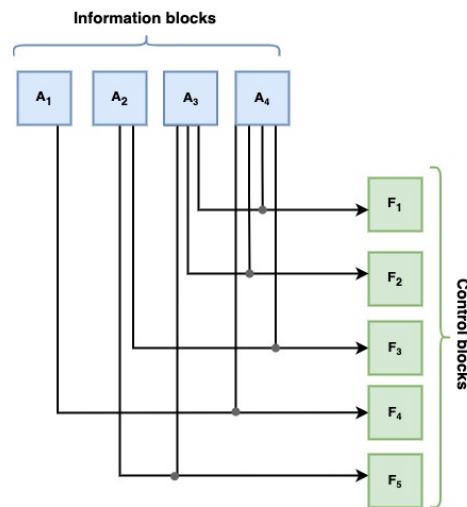 Information blocks
A₁
A₂
A₃
A₄
F₁
F₂
F₃
F₄
F₅
Control blocks